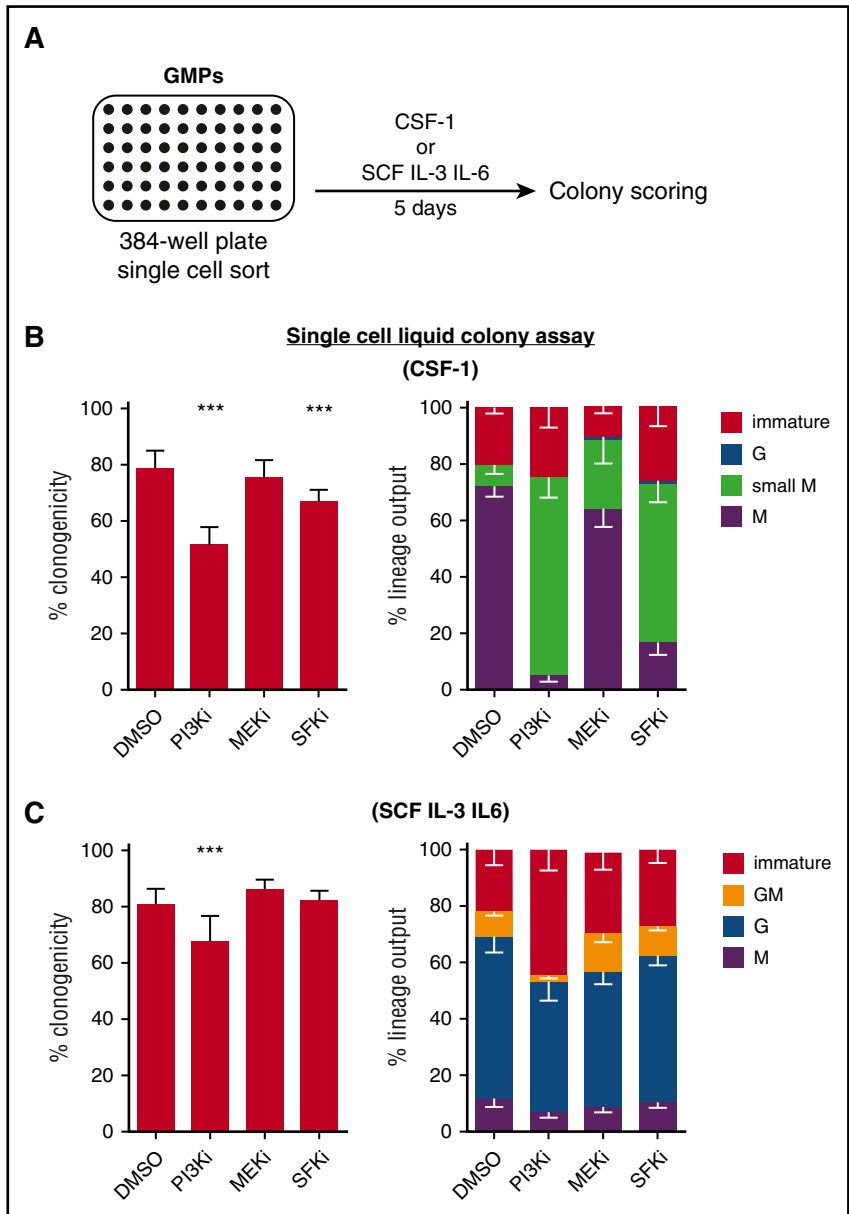 A
GMPs
384-well plate
single cell sort
CSF-1
or
SCF IL-3 IL-6
5 days
Colony scoring
B
Single cell liquid colony assay
(CSF-1)
% clonogenicity
100
80
60
40
20
0
*** ***
DMSO PI3Ki MEKi SFKi
% lineage output
100
80
60
40
20
0
DMSO PI3Ki MEKi SFKi
immature
G
small M
M
C
(SCF IL-3 IL6)
% clonogenicity
100
80
60
40
20
0
***
DMSO PI3Ki MEKi SFKi
% lineage output
100
80
60
40
20
0
DMSO PI3Ki MEKi SFKi
immature
GM
G
M